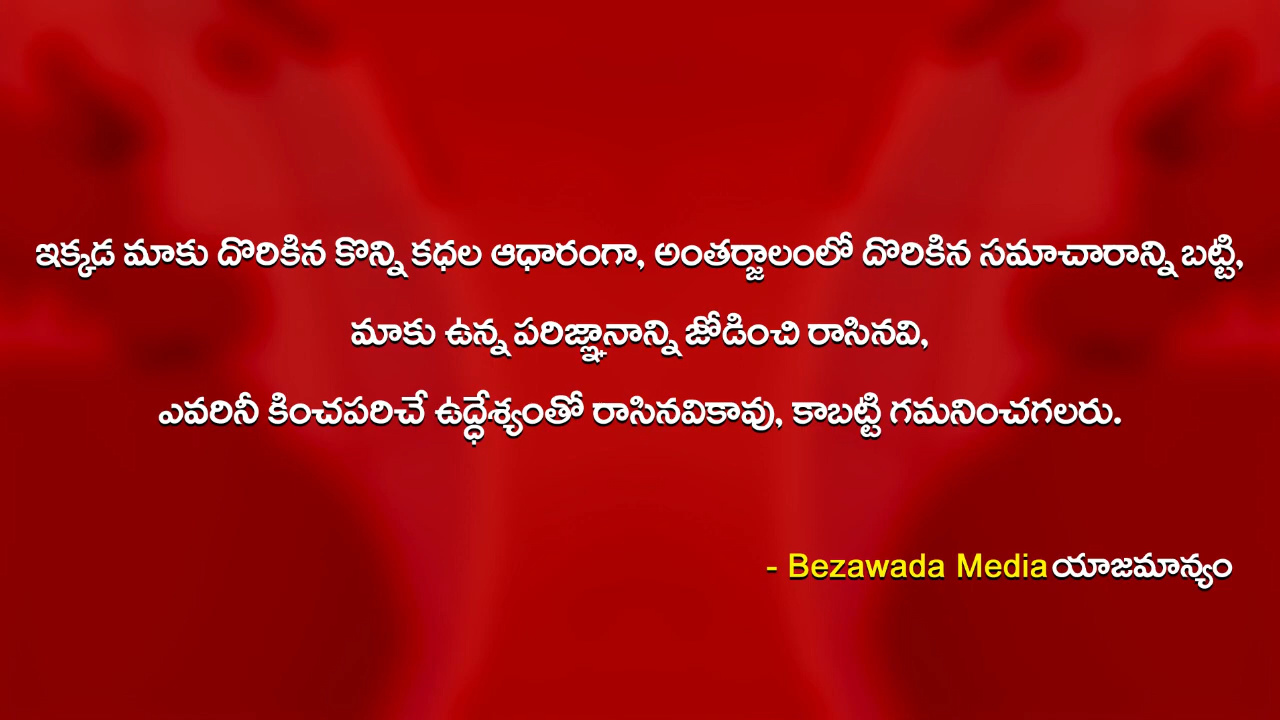 ఇక్కడ మాకు దొరికిన కొన్ని కధల ఆధారంగా, అంతర్జాలంలో దొరికిన సమాచారాన్ని బట్టి,
మాకు ఉన్న పరిఙ్ఞానాన్ని జోడించి రాసినవి,
ఎవరినీ కించపరిచే ఉద్ధేశ్యంతో రాసినవికావు, కాబట్టి గమనించగలరు.
- Bezawada Media యాజమాన్యం